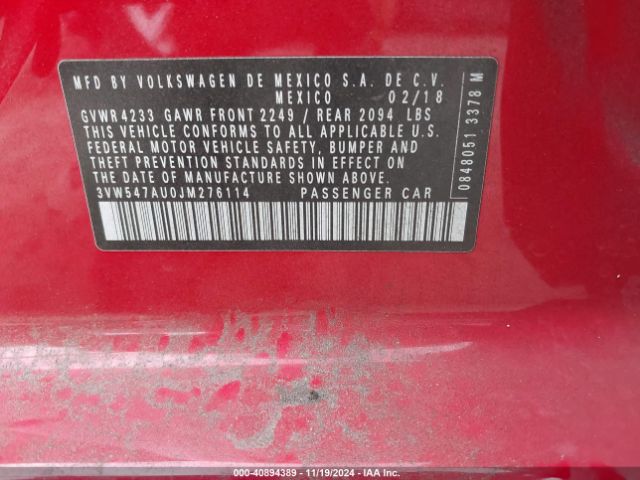 MFD BY VOLKSWAGEN DE MEXICO S.A. DE C.V.
MEXICO 02/18
GVWR 4233 GAWR FRONT 2249 / REAR 2094 LBS
THIS VEHICLE CONFORMS TO ALL APPLICABLE U.S.
FEDERAL MOTOR VEHICLE SAFETY, BUMPER AND
THEFT PREVENTION STANDARDS IN EFFECT ON
THE DATE OF MANUFACTURE SHOWN ABOVE.
3VW547AU0JM276114 PASSENGER CAR
0848051 3378 M
000-40894389 - 11/19/2024 - IAA Inc.